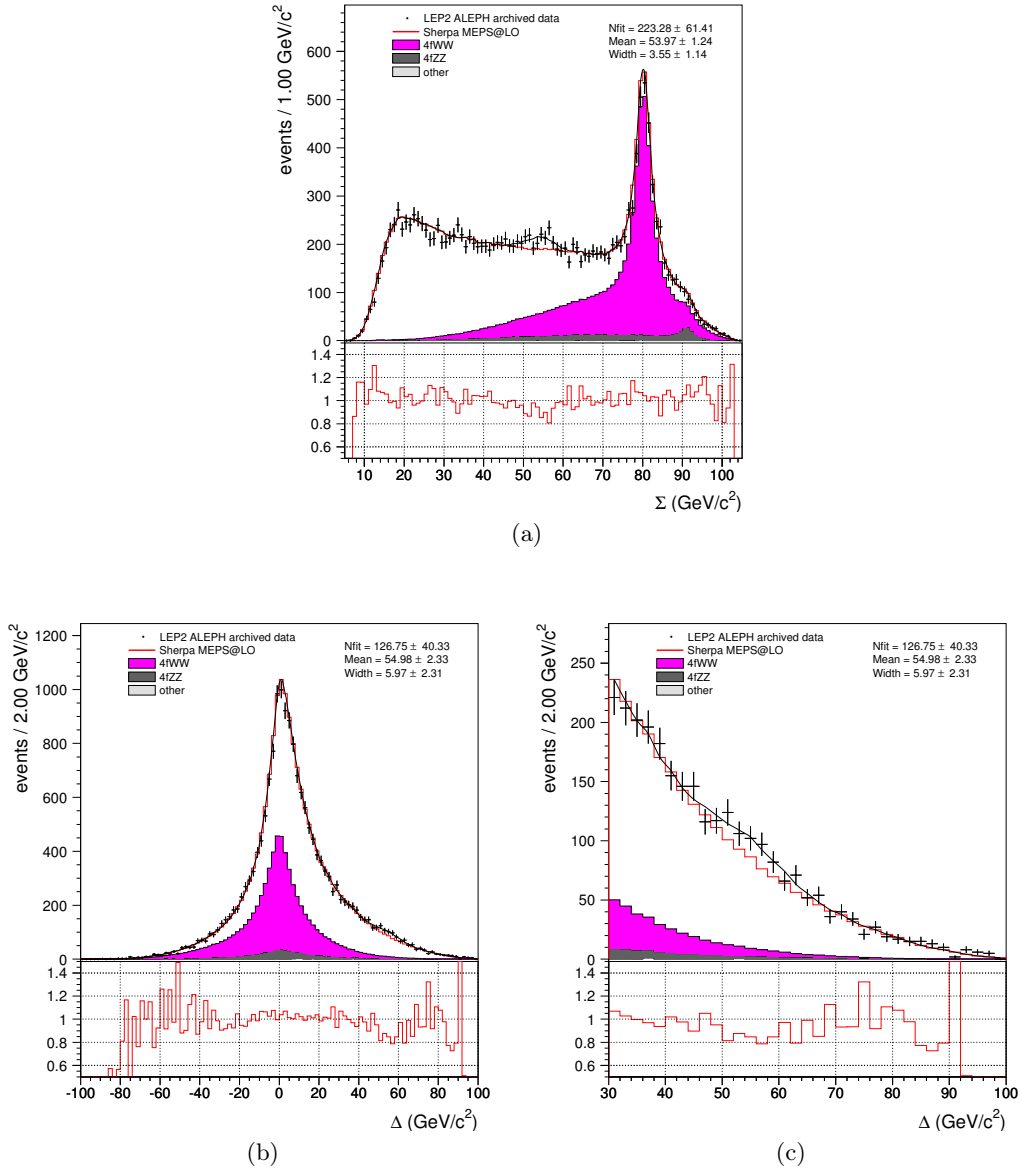 LEP2 ALEPH archived data
Sherpa MEPS@LO
4fWW
4fZZ
other
Nfit = 223.28 ± 61.41
Mean = 53.97 ± 1.24
Width = 3.55 ± 1.14
events / 1.00 GeV/c²
600
500
400
300
200
100
0
1.4
1.2
1
0.8
0.6
10 20 30 40 50 60 70 80 90 100
Σ (GeV/c²)
(a)
LEP2 ALEPH archived data
Sherpa MEPS@LO
4fWW
4fZZ
other
Nfit = 126.75 ± 40.33
Mean = 54.98 ± 2.33
Width = 5.97 ± 2.31
events / 2.00 GeV/c²
1200
1000
800
600
400
200
0
1.4
1.2
1
0.8
0.6
-100 -80 -60 -40 -20 0 20 40 60 80 100
Δ (GeV/c²)
(b)
LEP2 ALEPH archived data
Sherpa MEPS@LO
4fWW
4fZZ
other
Nfit = 126.75 ± 40.33
Mean = 54.98 ± 2.33
Width = 5.97 ± 2.31
events / 2.00 GeV/c²
250
200
150
100
50
0
1.4
1.2
1
0.8
0.6
30 40 50 60 70 80 90 100
Δ (GeV/c²)
(c)